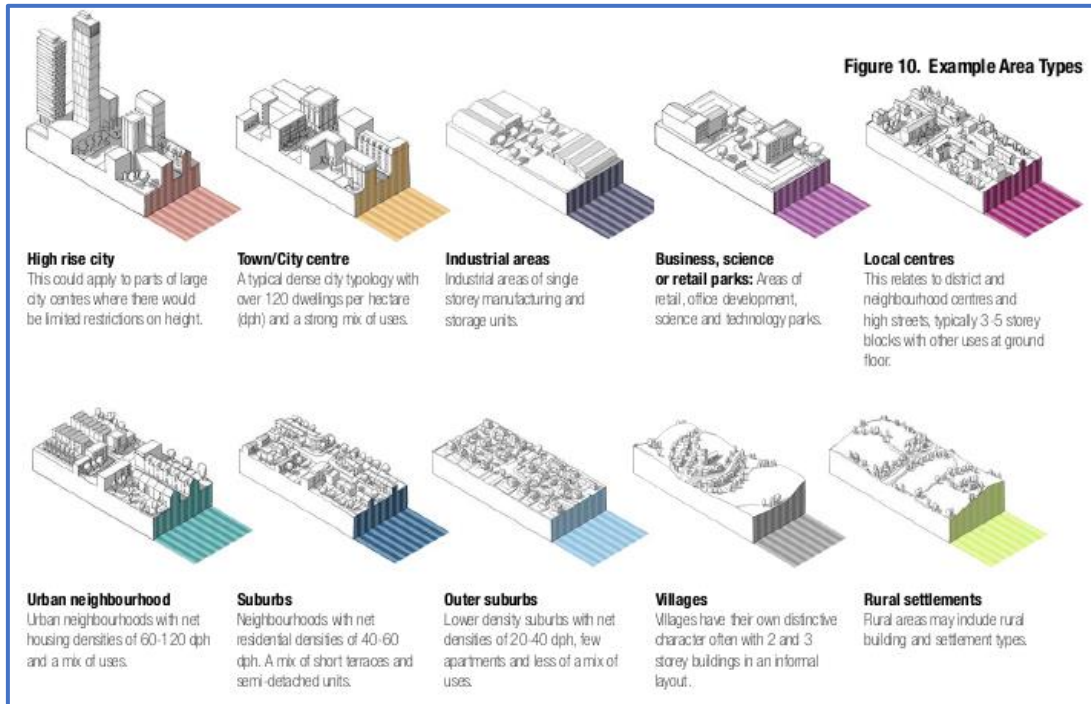 Figure 10. Example Area Types
High rise city
This could apply to parts of large
city centres where there would
be limited restrictions on height.
Town/City centre
A typical dense city typology with
over 120 dwellings per hectare
(dph) and a strong mix of uses.
Industrial areas
Industrial areas of single
storey manufacturing and
storage units.
Business, science
or retail parks: Areas of
retail, office development,
science and technology parks.
Local centres
This relates to district and
neighbourhood centres and
high streets, typically 3-5 storey
blocks with other uses at ground
floor.
Urban neighbourhood
Urban neighbourhoods with net
housing densities of 60-120 dph
and a mix of uses.
Suburbs
Neighbourhoods with net
residential densities of 40-60
dph. A mix of short terraces and
semi-detached units.
Outer suburbs
Lower density suburbs with net
densities of 20-40 dph, few
apartments and less of a mix of
uses.
Villages
Villages have their own distinctive
character often with 2 and 3
storey buildings in an informal
layout.
Rural settlements
Rural areas may include rural
building and settlement types.